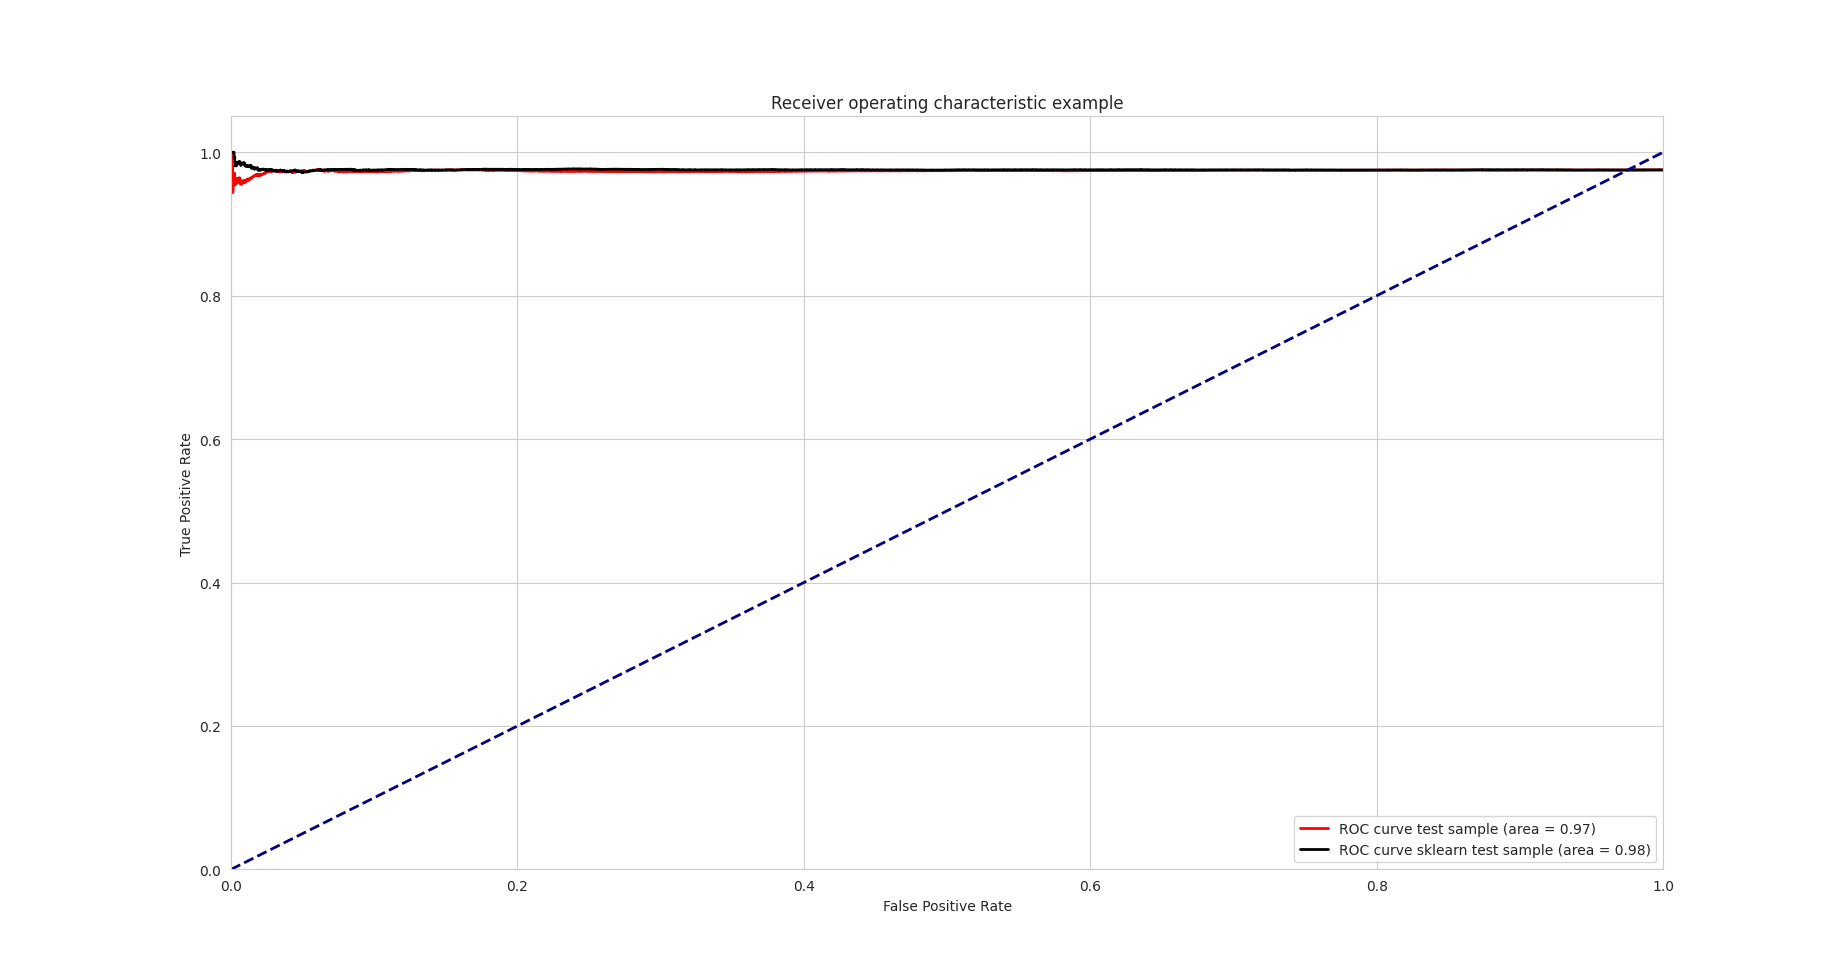 Receiver operating characteristic example
1.0
0.8
0.6
0.4
0.2
0.0
True Positive Rate
0.0 0.2 0.4 0.6 0.8 1.0
False Positive Rate
ROC curve test sample (area = 0.97)
ROC curve sklearn test sample (area = 0.98)